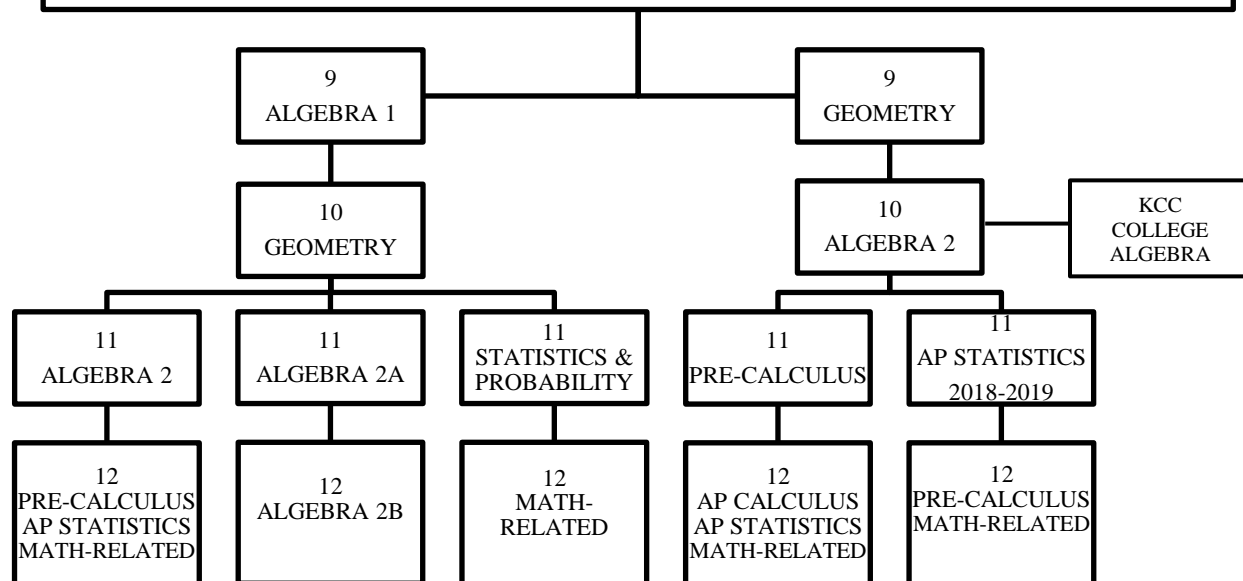 9
ALGEBRA 1
9
GEOMETRY
10
GEOMETRY
10
ALGEBRA 2
KCC
COLLEGE
ALGEBRA
11
ALGEBRA 2
11
ALGEBRA 2A
11
STATISTICS &
PROBABILITY
11
PRE-CALCULUS
11
AP STATISTICS
2018-2019
12
PRE-CALCULUS
AP STATISTICS
MATH-RELATED
12
ALGEBRA 2B
12
MATH-
RELATED
12
AP CALCULUS
AP STATISTICS
MATH-RELATED
12
PRE-CALCULUS
MATH-RELATED